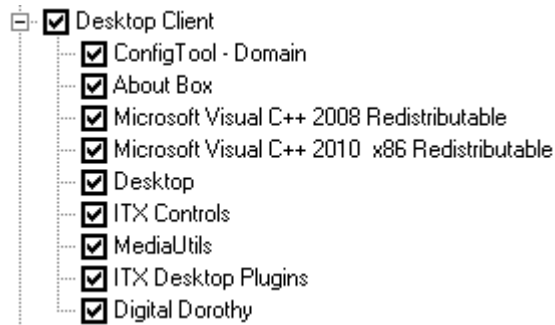 Desktop Client
ConfigTool - Domain
About Box
Microsoft Visual C++ 2008 Redistributable
Microsoft Visual C++ 2010  x86 Redistributable
Desktop
ITX Controls
MediaUtils
ITX Desktop Plugins
Digital Dorothy